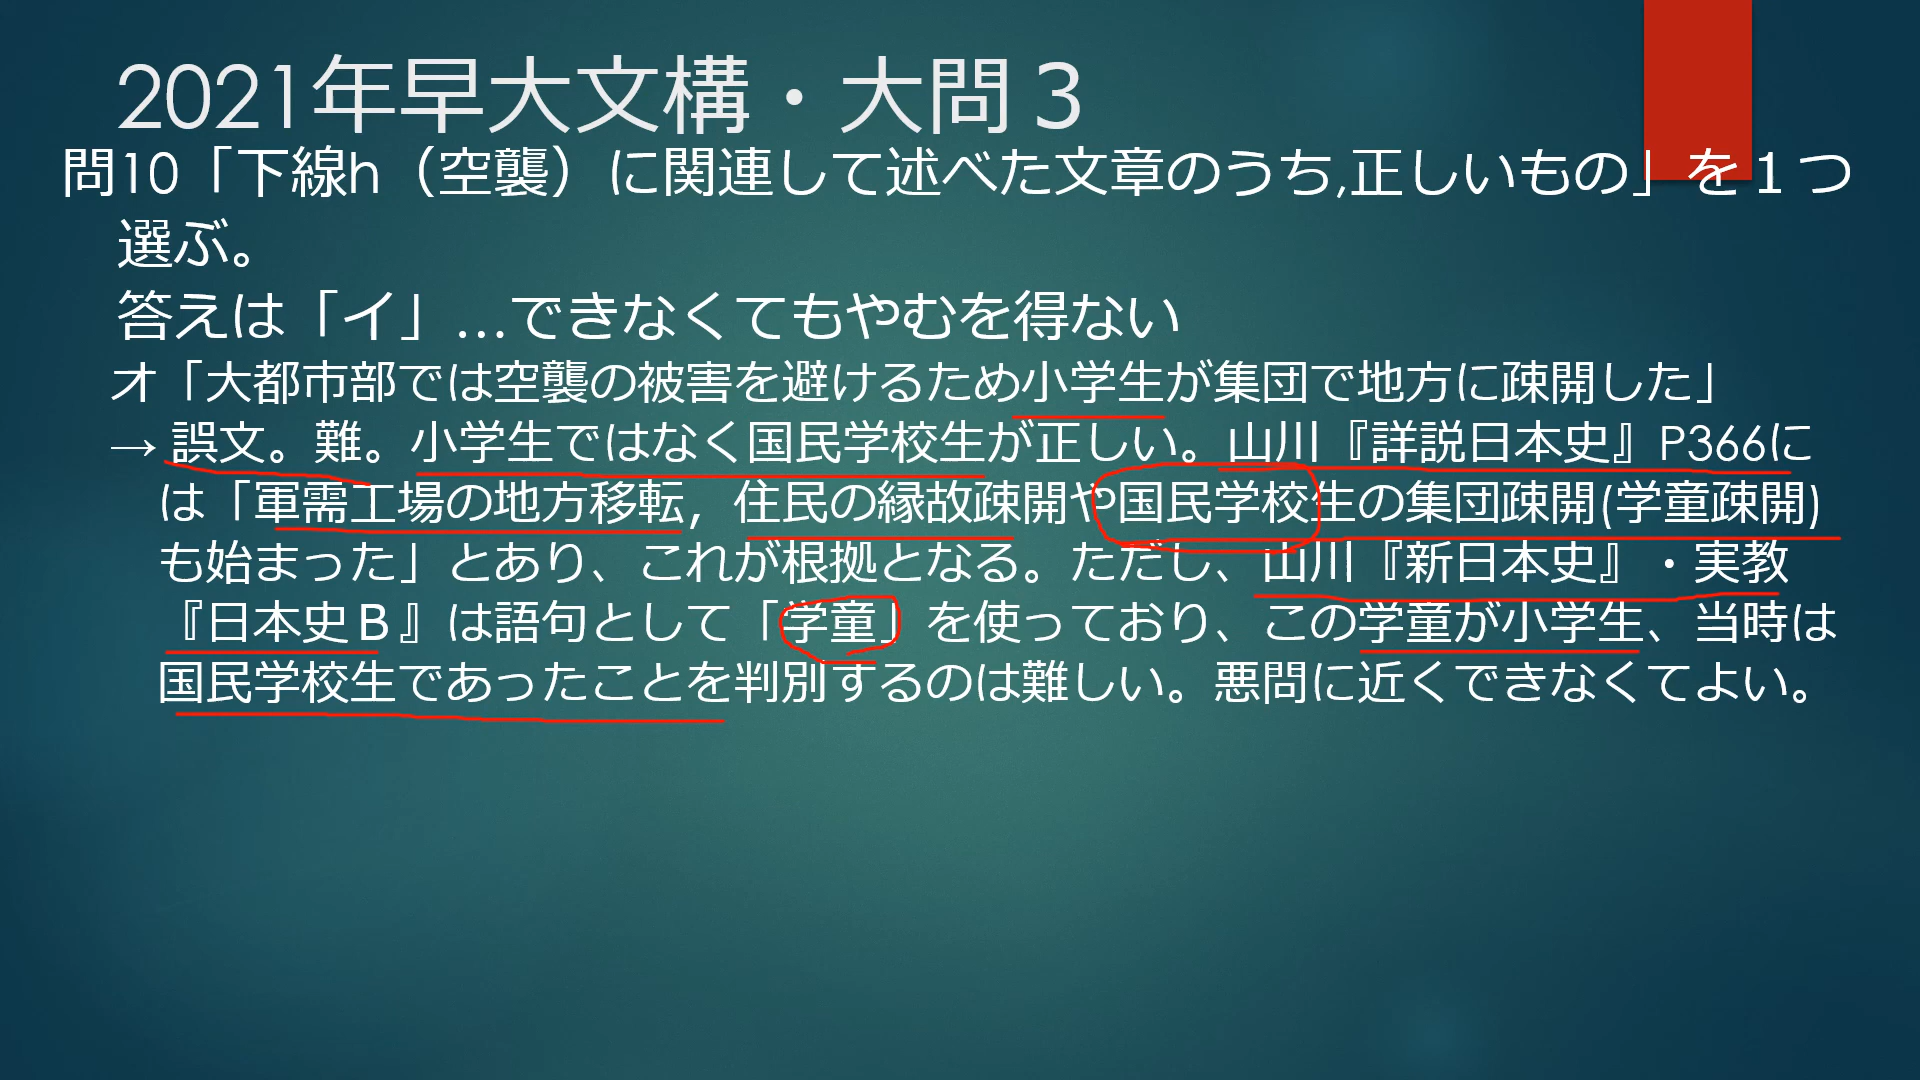 2021年早大文構・大問３
問10「下線h（空襲）に関連して述べた文章のうち,正しいもの」を１つ
選ぶ。
答えは「イ」…できなくてもやむを得ない
オ「大都市部では空襲の被害を避けるため小学生が集団で地方に疎開した」
→ 誤文。難。小学生ではなく国民学校生が正しい。山川『詳説日本史』P366に
は「軍需工場の地方移転，住民の縁故疎開や国民学校生の集団疎開(学童疎開)
も始まった」とあり、これが根拠となる。ただし、山川『新日本史』・実教
『日本史Ｂ』は語句として「学童」を使っており、この学童が小学生、当時は
国民学校生であったことを判別するのは難しい。悪問に近くできなくてよい。